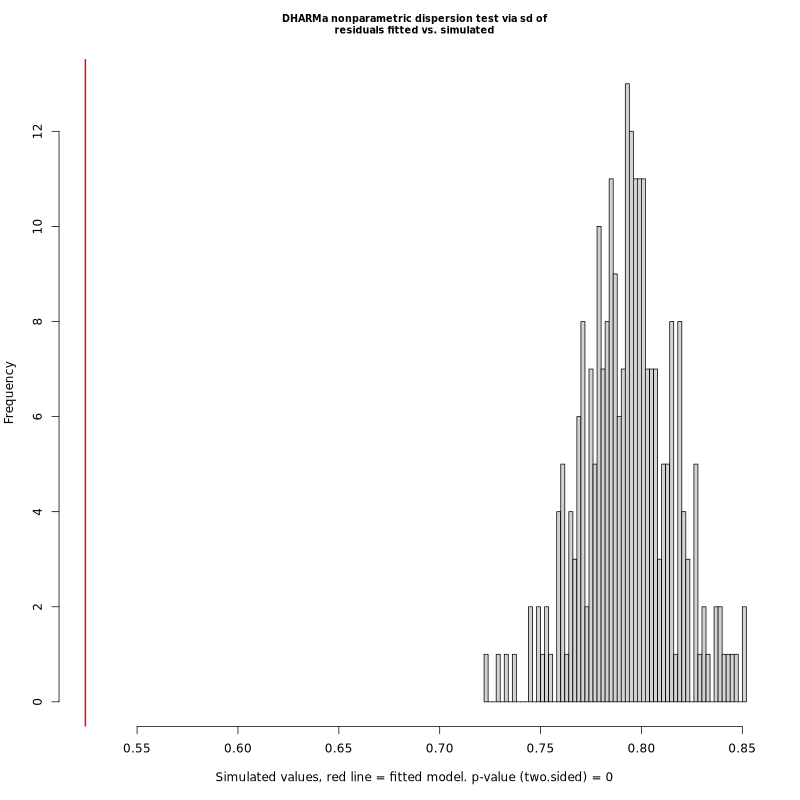 DHARMa nonparametric dispersion test via sd of
residuals fitted vs. simulated
Frequency
12
10
8
6
4
2
0
0.55 0.60 0.65 0.70 0.75 0.80 0.85
Simulated values, red line = fitted model. p-value (two.sided) = 0